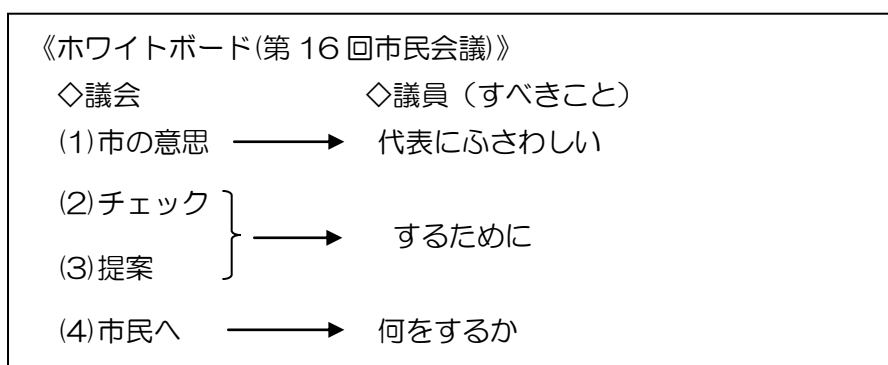 《ホワイトボード(第 16 回市民会議)》
◇議会 ◇議員（すべきこと）
(1)市の意思 代表にふさわしい
(2)チェック
するために
(3)提案
(4)市民へ 何をするか